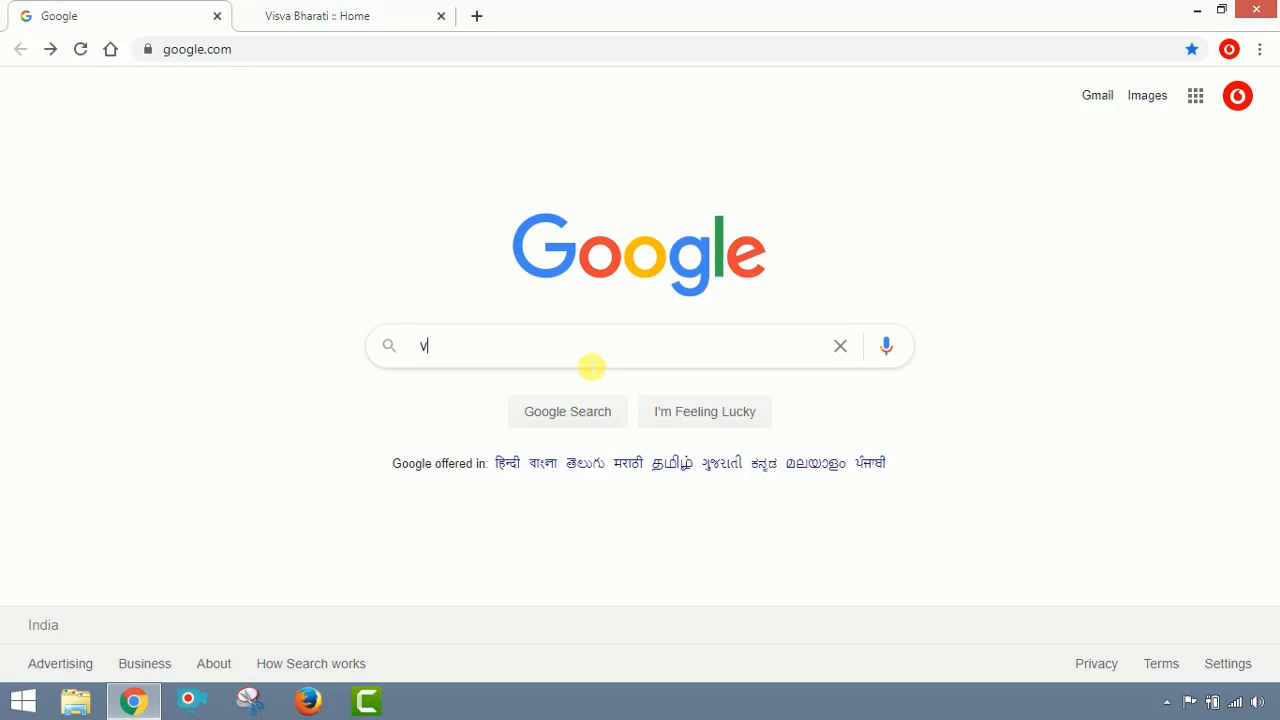 Google
Visva Bharati :: Home
google.com
Gmail Images
Google
v
Google Search I'm Feeling Lucky
Google offered in: हिन्दी বাংলা తెలుగు मराठी தமிழ் ગુજરાતી ಕನ್ನಡ മലയാളം ਪੰਜਾਬੀ
India
Advertising Business About How Search works Privacy Terms Settings